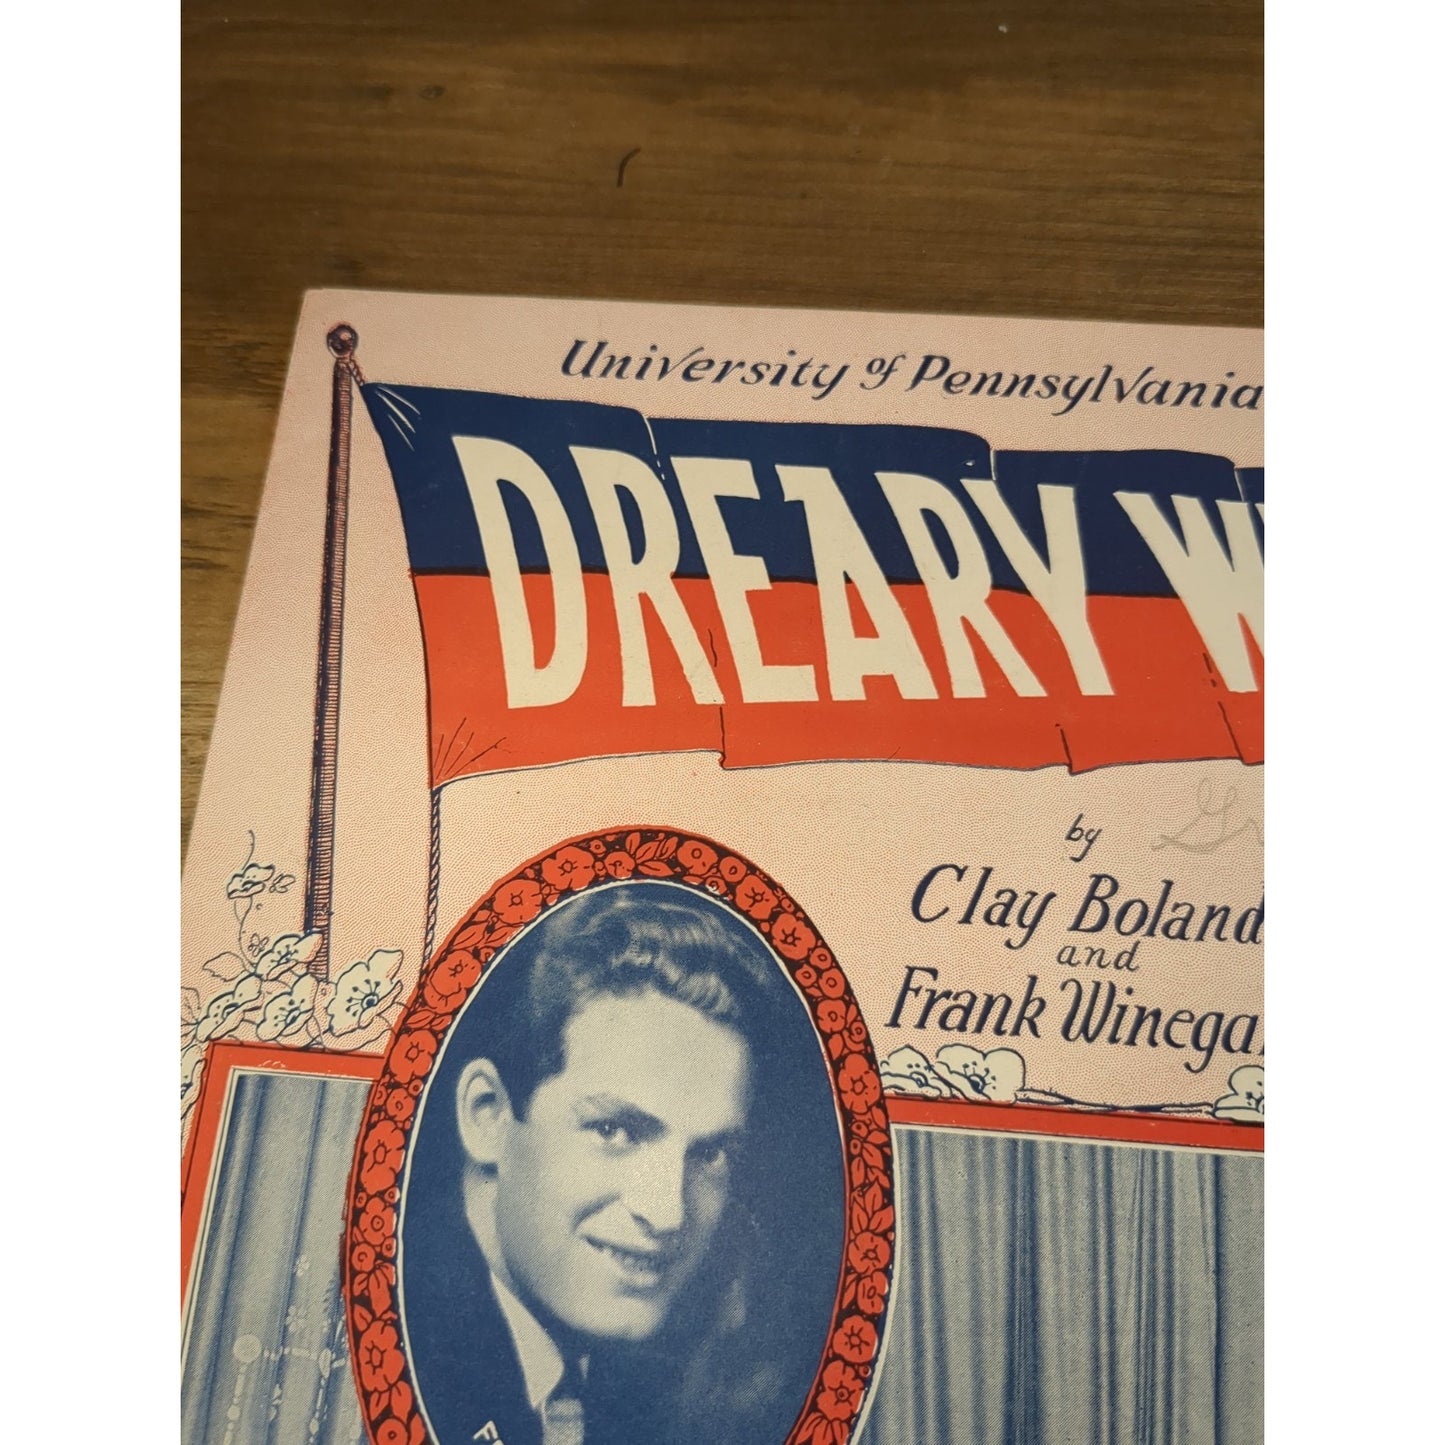 University of Pennsylvania
DREARY W
by
Clay Boland
and
Frank Winega